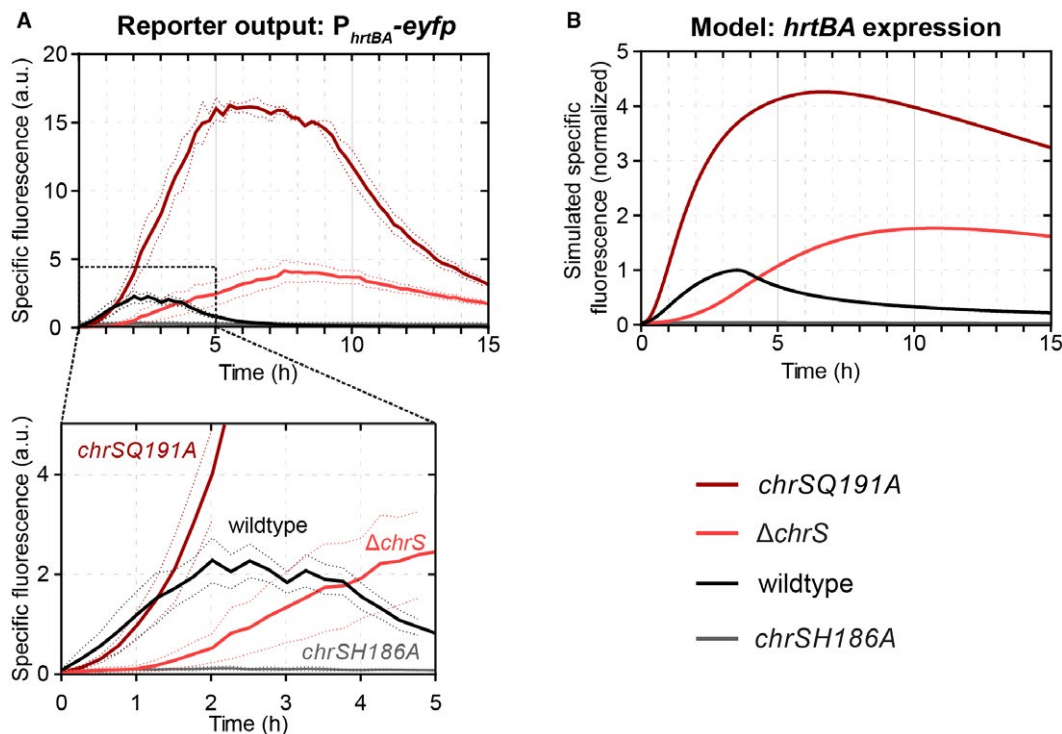 A
Reporter output: PhrtBA-eyfp
Specific fluorescence (a.u.)
20
15
10
5
0
0
5
10
15
Time (h)
Specific fluorescence (a.u.)
4
2
0
chrSQ191A
wildtype
ΔchrS
chrSH186A
0
1
2
3
4
5
Time (h)
B
Model: hrtBA expression
Simulated specific
fluorescence (normalized)
5
4
3
2
1
0
0
5
10
15
Time (h)
chrSQ191A
ΔchrS
wildtype
chrSH186A